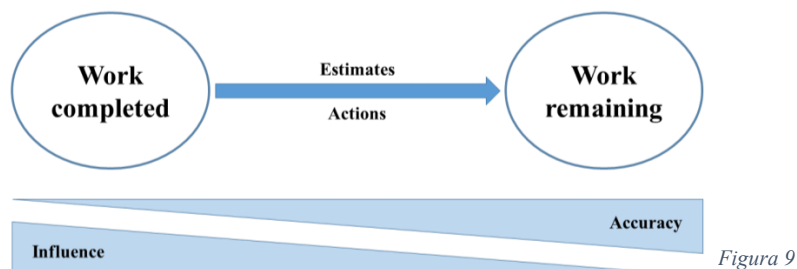 Work
completed
Estimates
Actions
Work
remaining
Accuracy
Influence
Figura 9